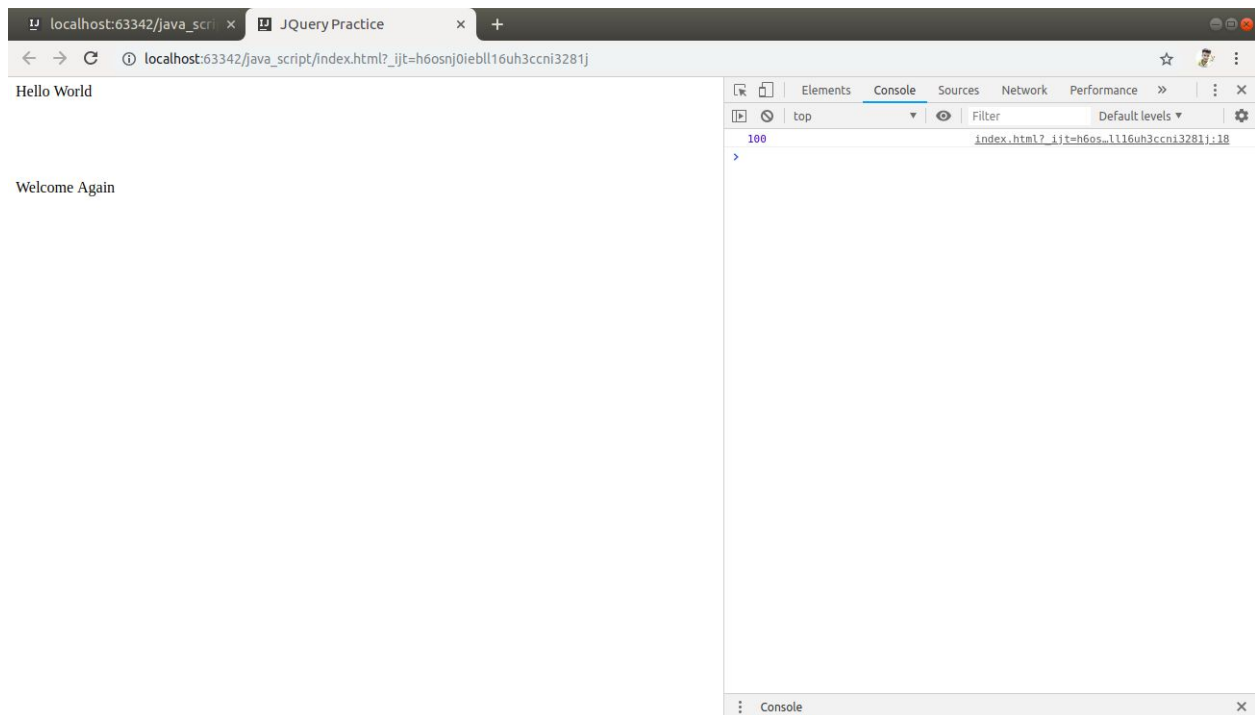 localhost:63342/java_scri × JQuery Practice × +
localhost:63342/java_script/index.html?_ijt=h6osnj0iebll16uh3ccni3281j
Hello World
Welcome Again
Elements Console Sources Network Performance »
top Filter Default levels ▼
100 index.html?_ijt=h6os…ll16uh3ccni3281j:18
>
Console